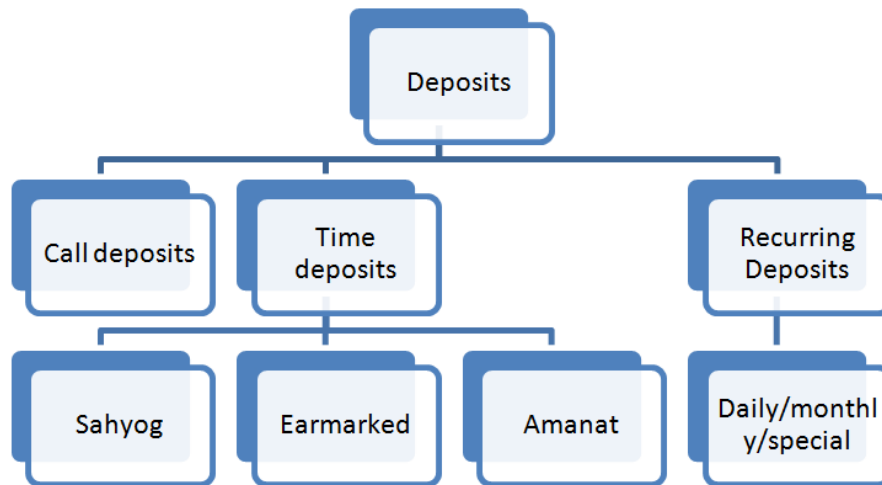 Deposits
Call deposits
Time
deposits
Recurring
Deposits
Sahyog
Earmarked
Amanat
Daily/monthl
y/special